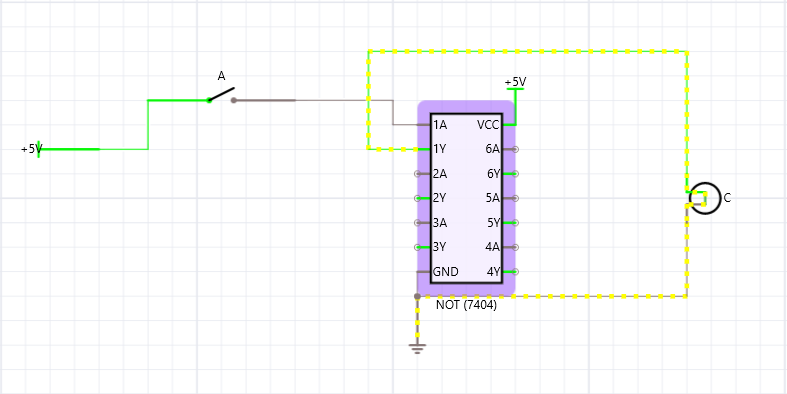 A
+5V
+5V
1A VCC
1Y 6A
2A 6Y
2Y 5A
3A 5Y
3Y 4A
GND 4Y
C
NOT (7404)